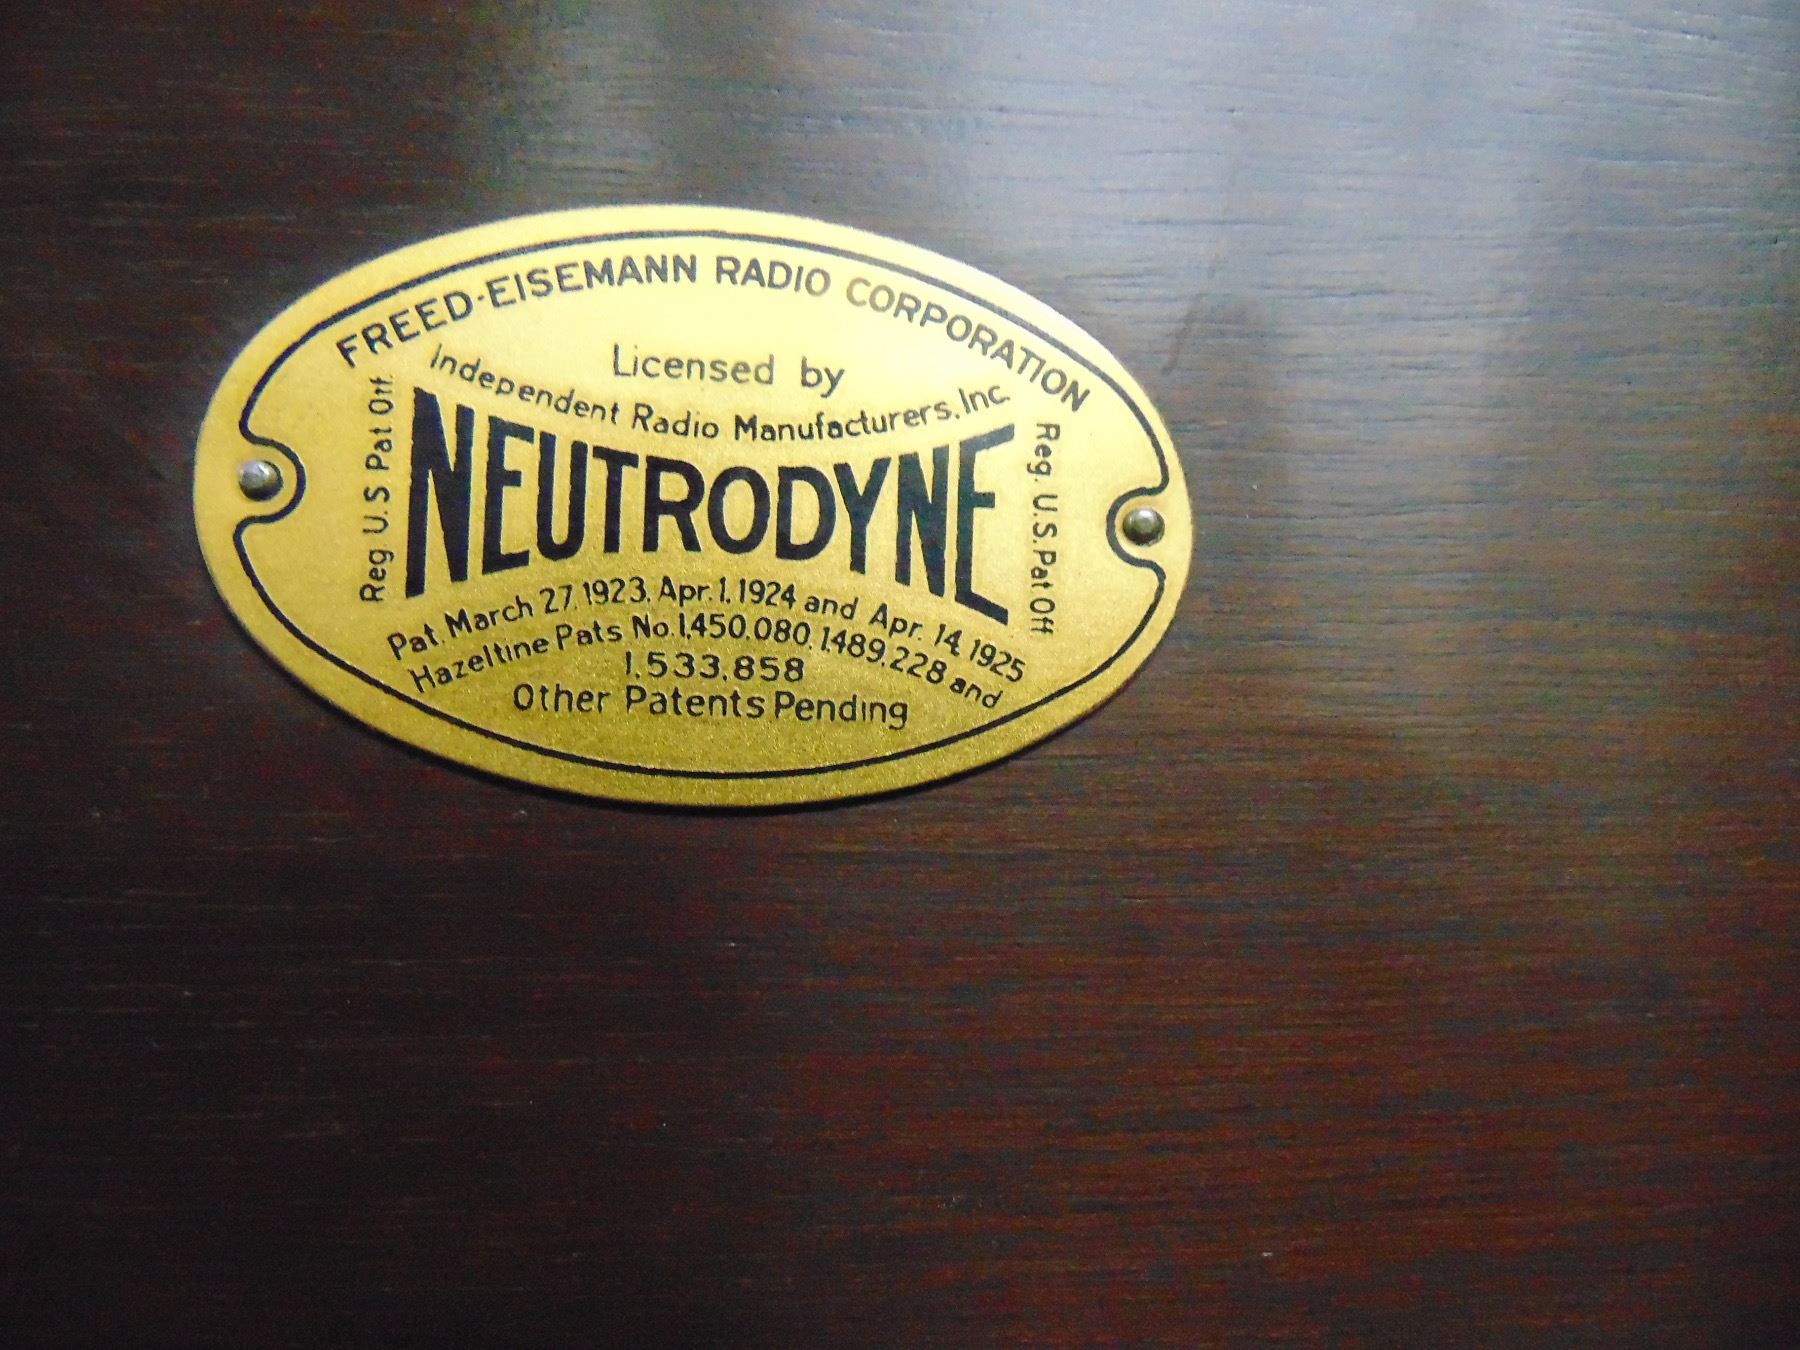 FREED-EISEMANN RADIO CORPORATION
Licensed by
Independent Radio Manufacturers, Inc.
Reg U.S Pat Off.
NEUTRODYNE
Reg. U.S. Pat Off
Pat. March 27, 1923, Apr. 1, 1924 and Apr. 14, 1925
Hazeltine Pats No. 1,450,080, 1,489,228 and
1,533,858
Other Patents Pending